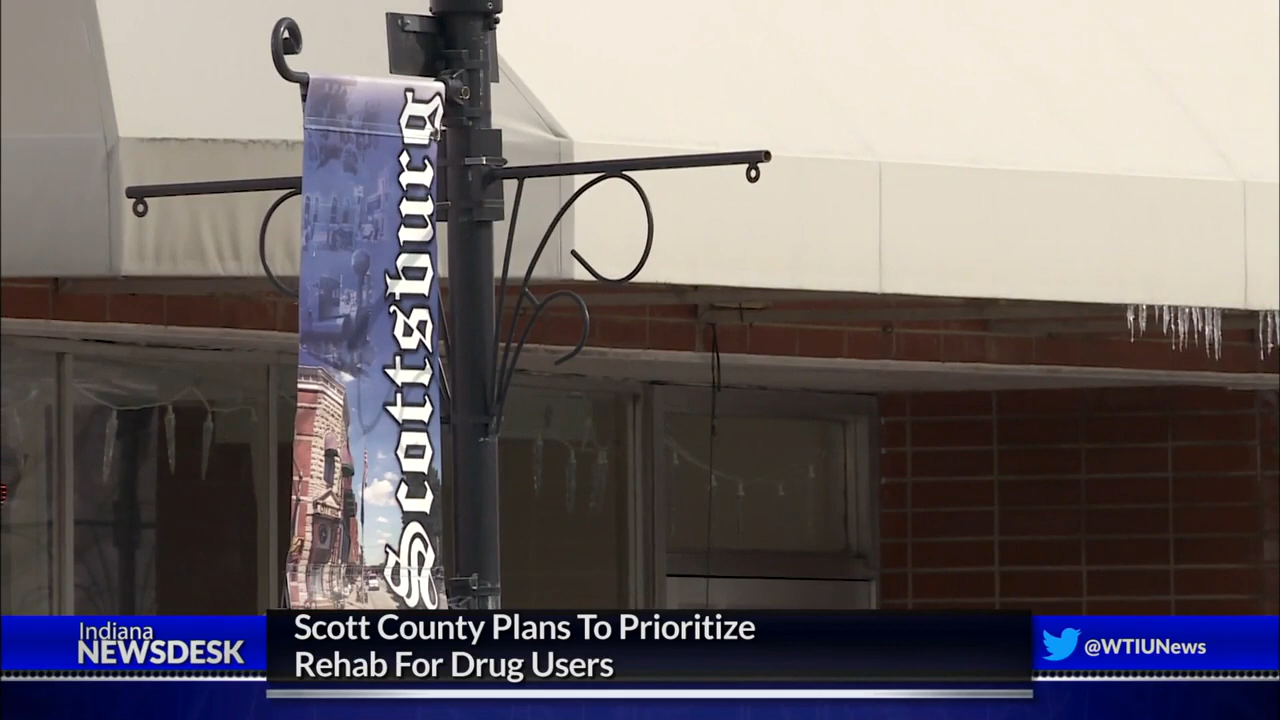 Scottsburg
Indiana
NEWSDESK
Scott County Plans To Prioritize
Rehab For Drug Users
@WTIUNews